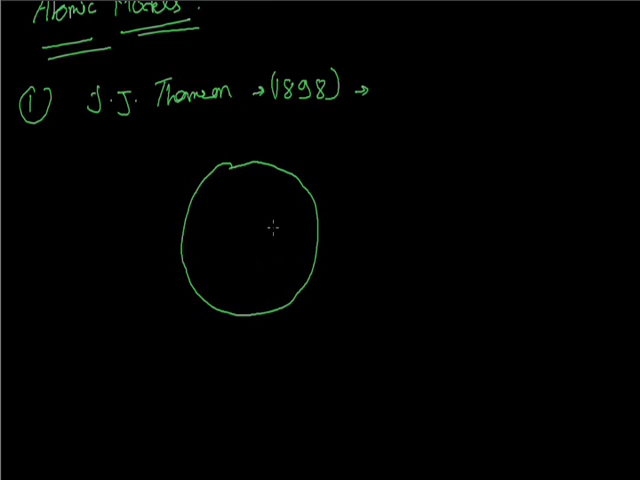 Atomic Models.
① J. J. Thomson → (1898) →